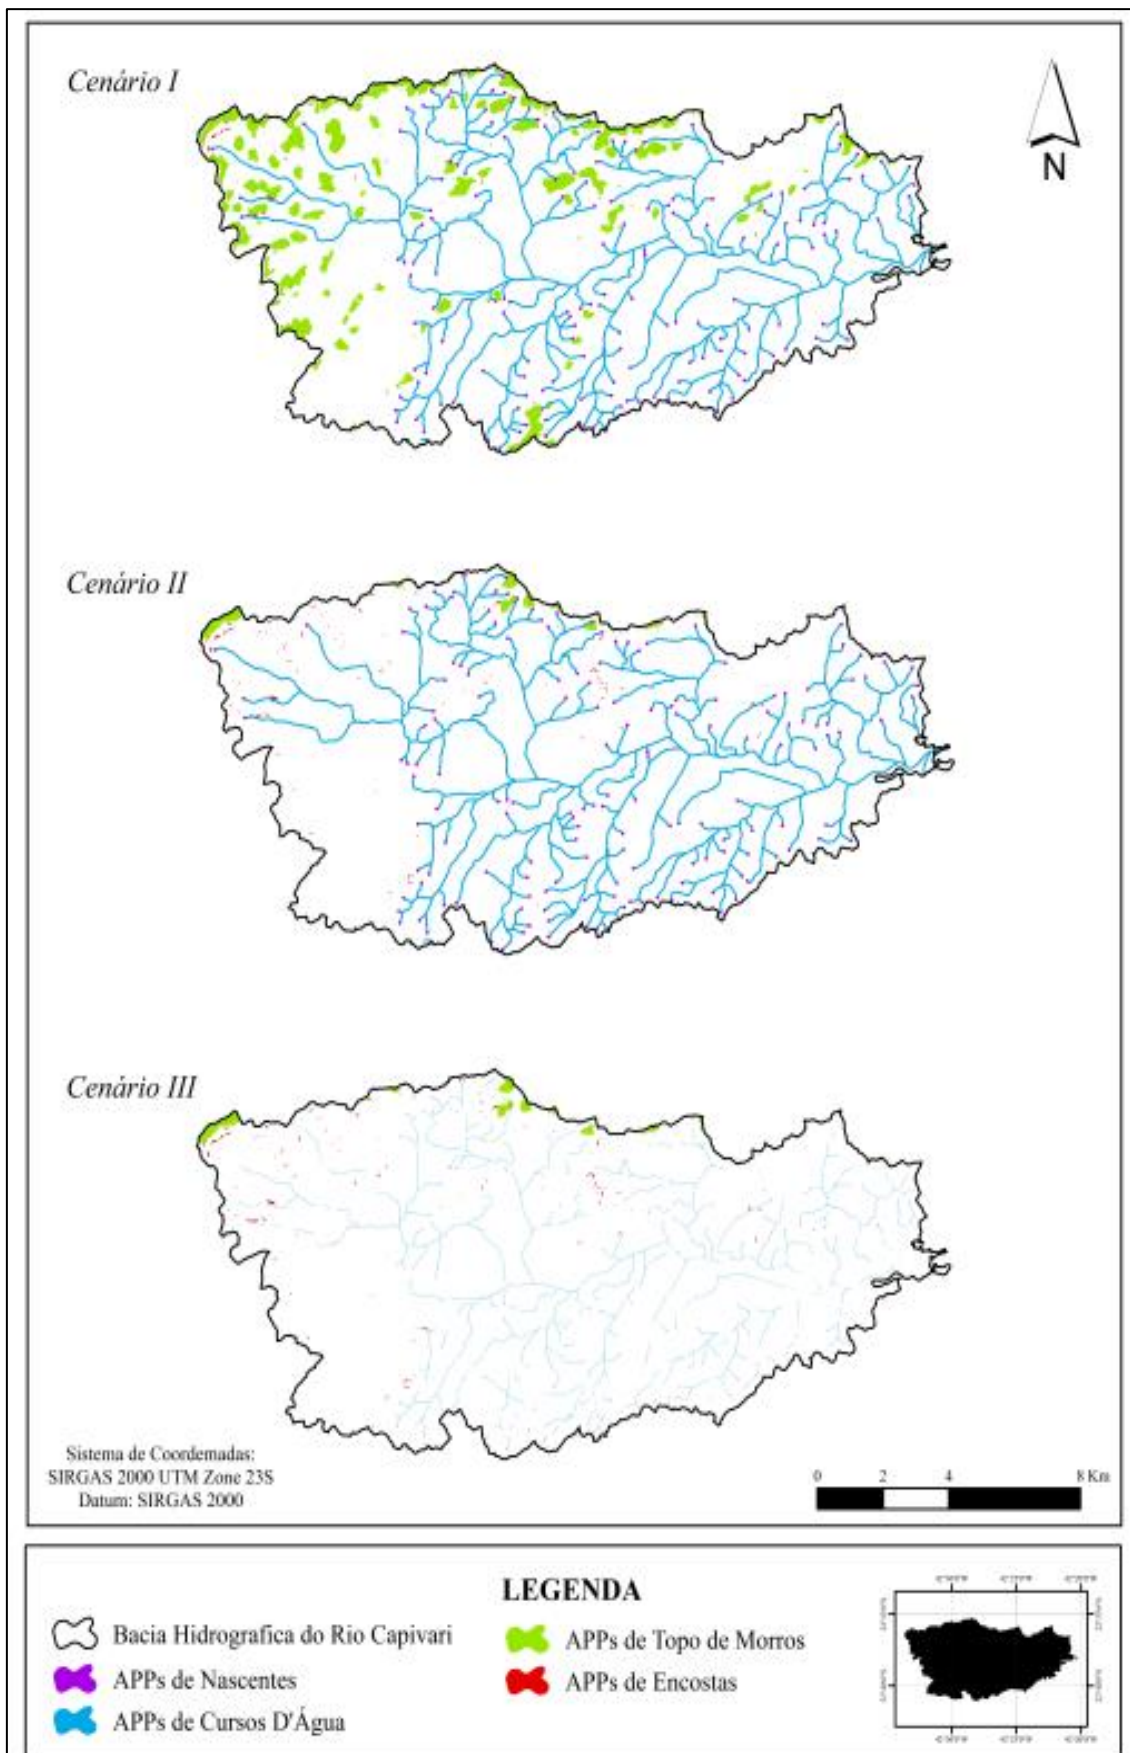 Cenário I
N
Cenário II
Cenário III
Sistema de Coordemadas:
SIRGAS 2000 UTM Zone 23S
Datum: SIRGAS 2000
0 2 4 8 Km
LEGENDA
Bacia Hidrografica do Rio Capivari
APPs de Nascentes
APPs de Cursos D'Água
APPs de Topo de Morros
APPs de Encostas